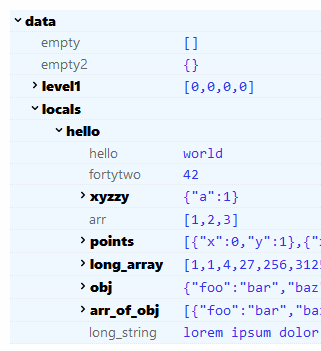 data
empty []
empty2 {}
level1 [0,0,0,0]
locals
hello
hello world
fortytwo 42
xyzzy {"a":1}
arr [1,2,3]
points [{"x":0,"y":1},{"
long_array [1,1,4,27,256,3125
obj {"foo":"bar","baz
arr_of_obj [{"foo":"bar","ba
long_string lorem ipsum dolor